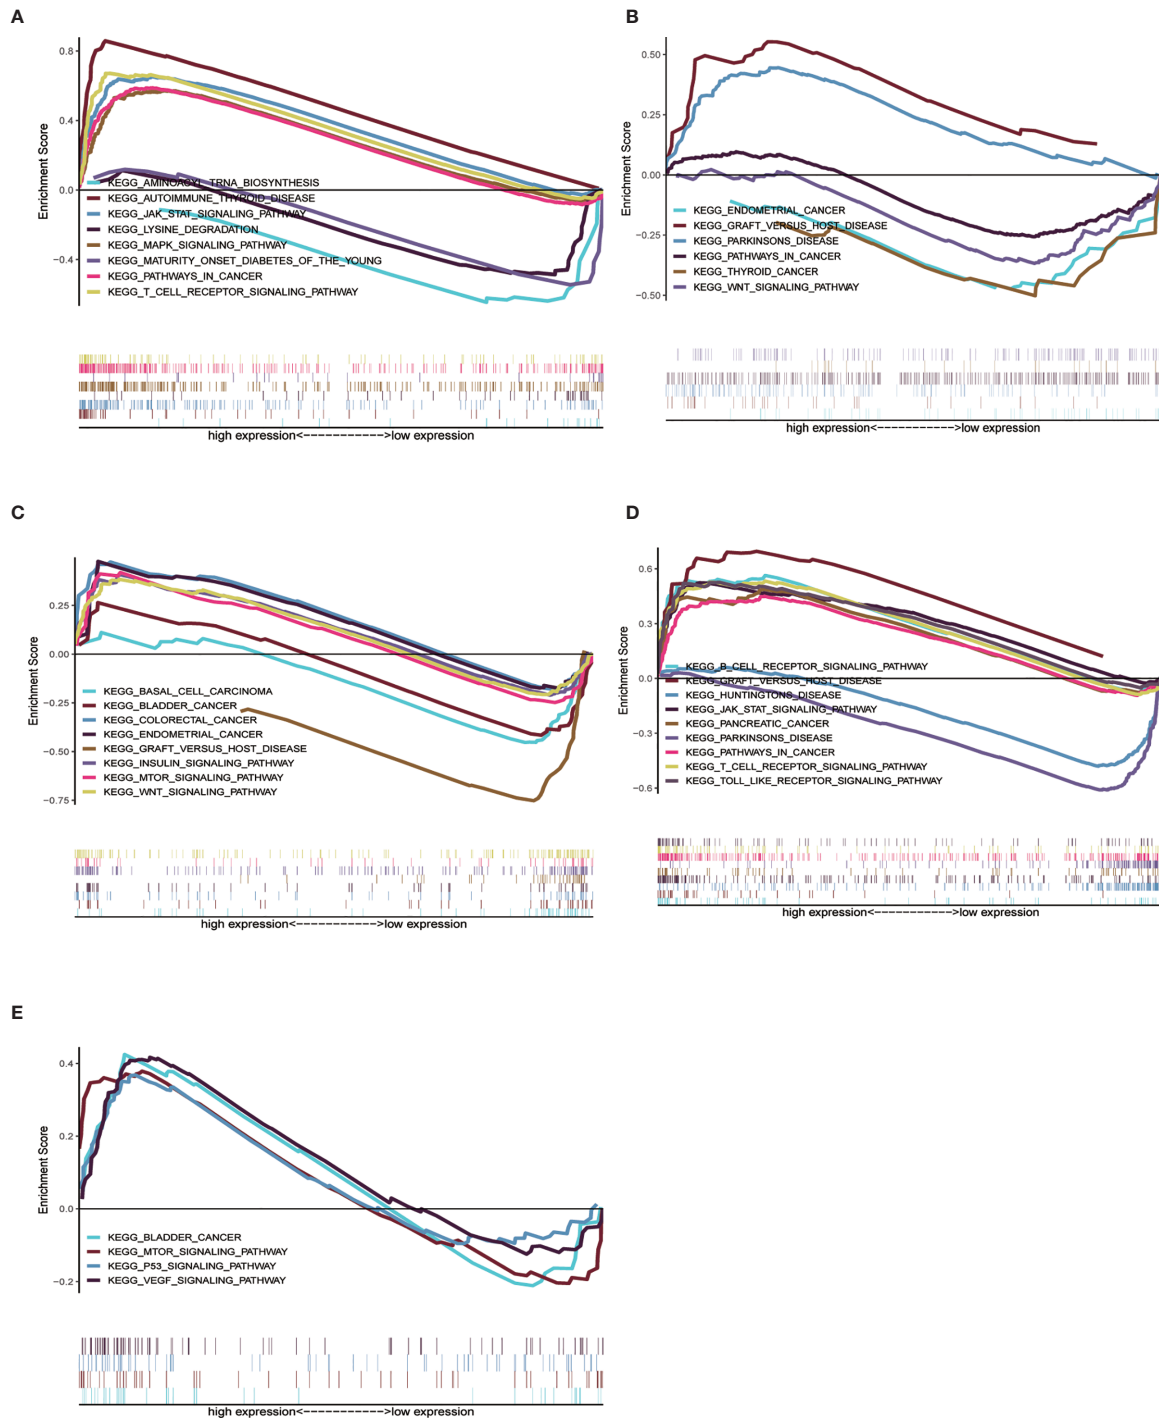 A
Enrichment Score
0.8
0.4
0.0
−0.4
KEGG_AMINOACYL_TRNA_BIOSYNTHESIS
KEGG_AUTOIMMUNE_THYROID_DISEASE
KEGG_JAK_STAT_SIGNALING_PATHWAY
KEGG_LYSINE_DEGRADATION
KEGG_MAPK_SIGNALING_PATHWAY
KEGG_MATURITY_ONSET_DIABETES_OF_THE_YOUNG
KEGG_PATHWAYS_IN_CANCER
KEGG_T_CELL_RECEPTOR_SIGNALING_PATHWAY
high expression<------------>low expression
B
Enrichment Score
0.50
0.25
0.00
−0.25
−0.50
KEGG_ENDOMETRIAL_CANCER
KEGG_GRAFT_VERSUS_HOST_DISEASE
KEGG_PARKINSONS_DISEASE
KEGG_PATHWAYS_IN_CANCER
KEGG_THYROID_CANCER
KEGG_WNT_SIGNALING_PATHWAY
high expression<------------>low expression
C
Enrichment Score
0.25
0.00
−0.25
−0.50
−0.75
KEGG_BASAL_CELL_CARCINOMA
KEGG_BLADDER_CANCER
KEGG_COLORECTAL_CANCER
KEGG_ENDOMETRIAL_CANCER
KEGG_GRAFT_VERSUS_HOST_DISEASE
KEGG_INSULIN_SIGNALING_PATHWAY
KEGG_MTOR_SIGNALING_PATHWAY
KEGG_WNT_SIGNALING_PATHWAY
high expression<------------>low expression
D
Enrichment Score
0.6
0.3
0.0
−0.3
−0.6
KEGG_B_CELL_RECEPTOR_SIGNALING_PATHWAY
KEGG_GRAFT_VERSUS_HOST_DISEASE
KEGG_HUNTINGTONS_DISEASE
KEGG_JAK_STAT_SIGNALING_PATHWAY
KEGG_PANCREATIC_CANCER
KEGG_PARKINSONS_DISEASE
KEGG_PATHWAYS_IN_CANCER
KEGG_T_CELL_RECEPTOR_SIGNALING_PATHWAY
KEGG_TOLL_LIKE_RECEPTOR_SIGNALING_PATHWAY
high expression<------------>low expression
E
Enrichment Score
0.4
0.2
0.0
−0.2
KEGG_BLADDER_CANCER
KEGG_MTOR_SIGNALING_PATHWAY
KEGG_P53_SIGNALING_PATHWAY
KEGG_VEGF_SIGNALING_PATHWAY
high expression<------------>low expression